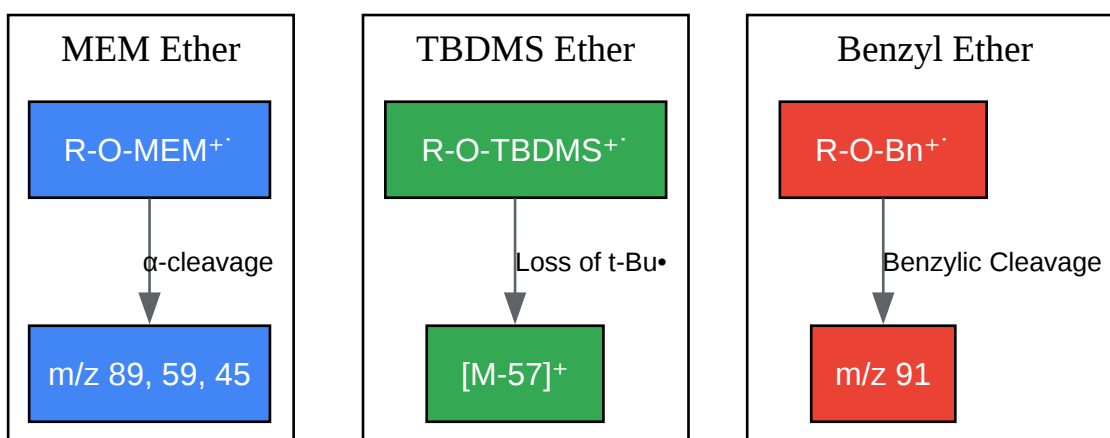 MEM Ether
R-O-MEM⁺˙
α-cleavage
m/z 89, 59, 45
TBDMS Ether
R-O-TBDMS⁺˙
Loss of t-Bu•
[M-57]⁺
Benzyl Ether
R-O-Bn⁺˙
Benzylic Cleavage
m/z 91